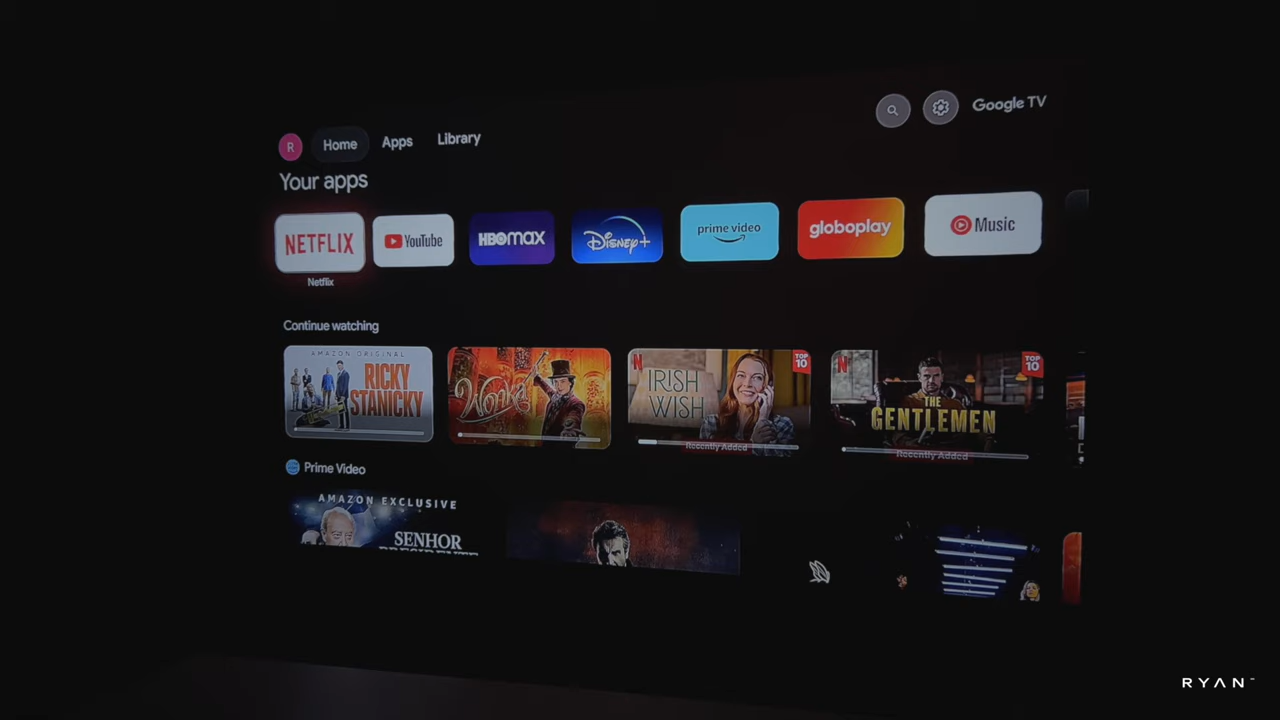 Google TV
R Home Apps Library
Your apps
NETFLIX YouTube HBOMAX Disney+ prime video globoplay Music
Netflix
Continue watching
AMAZON ORIGINAL
RICKY STANICKY
Wonka
N IRISH WISH TOP 10
Recently Added
N THE GENTLEMEN TOP 10
Recently Added
Prime Video
AMAZON EXCLUSIVE
SENHOR
PRESIDENTE
RYAN™